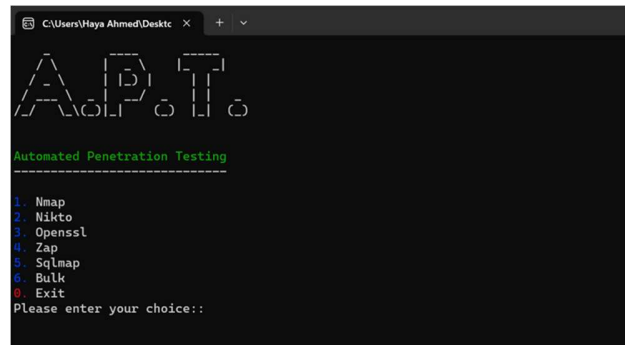 C:\Users\Haya Ahmed\Desktc
A.P.T.
Automated Penetration Testing
-----------------------------
1. Nmap
2. Nikto
3. Openssl
4. Zap
5. Sqlmap
6. Bulk
0. Exit
Please enter your choice::